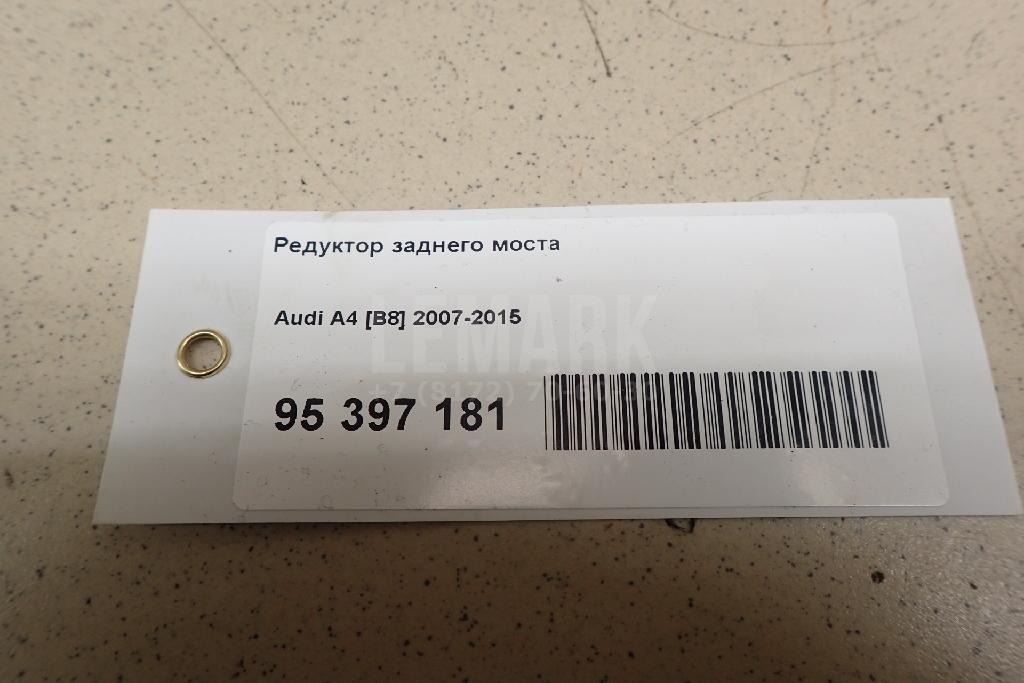 Редуктор заднего моста
Audi A4 [B8] 2007-2015
LEMARK
95 397 181